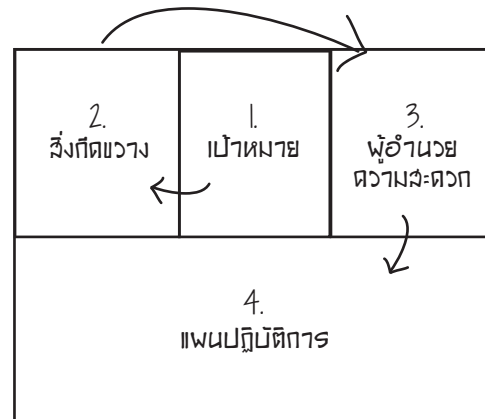 2.
สิ่งกีดขวาง
1.
เป้าหมาย
3.
ผู้อำนวย
ความสะดวก
4.
แผนปฏิบัติการ